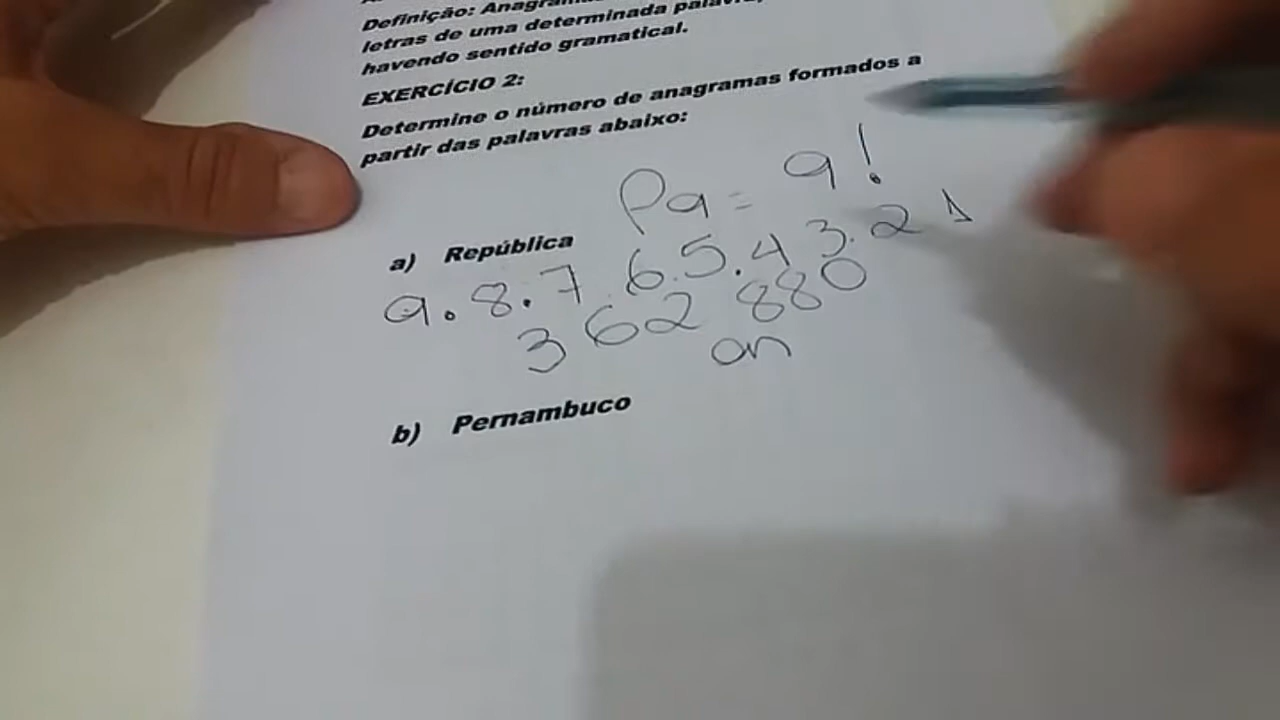 Definição:
letras de uma determinada palavra,
havendo sentido gramatical.
EXERCÍCIO 2:
Determine o número de anagramas formados a
partir das palavras abaixo:
P9 = 9!
a) República
9.8.7.6.5.4 3.2 1
362 880
an
b) Pernambuco